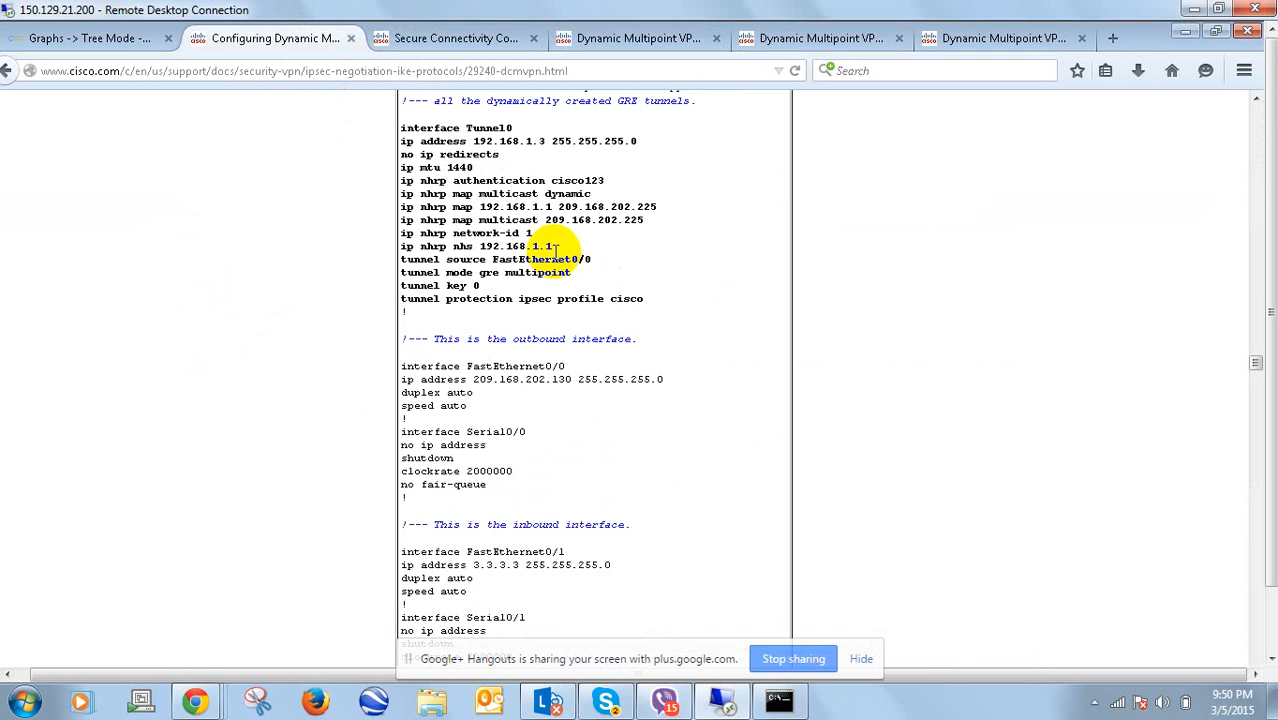 150.129.21.200 - Remote Desktop Connection
Graphs -> Tree Mode -...
Configuring Dynamic M...
Secure Connectivity Co...
Dynamic Multipoint VP...
Dynamic Multipoint VP...
Dynamic Multipoint VP...
www.cisco.com/c/en/us/support/docs/security-vpn/ipsec-negotiation-ike-protocols/29240-dcmvpn.html
Search
!--- all the dynamically created GRE tunnels.
interface Tunnel0
ip address 192.168.1.3 255.255.255.0
no ip redirects
ip mtu 1440
ip nhrp authentication cisco123
ip nhrp map multicast dynamic
ip nhrp map 192.168.1.1 209.168.202.225
ip nhrp map multicast 209.168.202.225
ip nhrp network-id 1
ip nhrp nhs 192.168.1.1
tunnel source FastEthernet0/0
tunnel mode gre multipoint
tunnel key 0
tunnel protection ipsec profile cisco
!
!--- This is the outbound interface.
interface FastEthernet0/0
ip address 209.168.202.130 255.255.255.0
duplex auto
speed auto
!
interface Serial0/0
no ip address
shutdown
clockrate 2000000
no fair-queue
!
!--- This is the inbound interface.
interface FastEthernet0/1
ip address 3.3.3.3 255.255.255.0
duplex auto
speed auto
!
interface Serial0/1
no ip address
shutdown
Google+ Hangouts is sharing your screen with plus.google.com.
Stop sharing
Hide
2
15
9:50 PM
3/5/2015